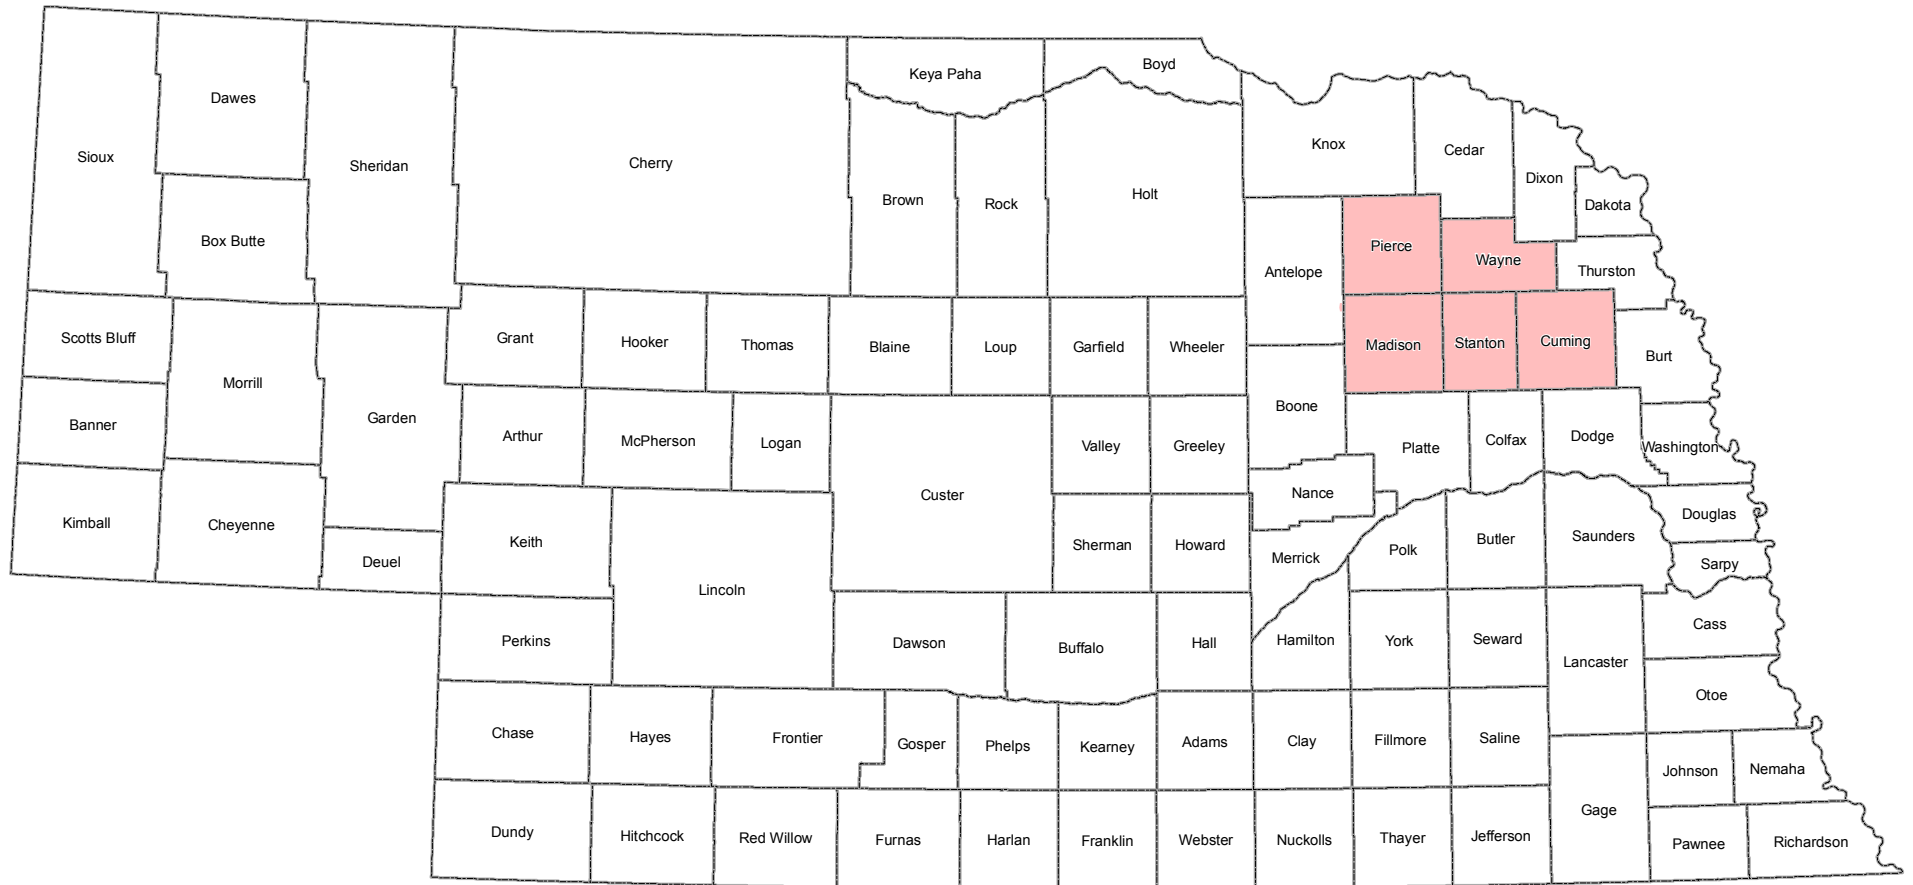 Boyd
Keya Paha
Dawes
Knox
Cedar
Sioux
Cherry
Sheridan
Dixon
Holt
Brown
Rock
Dakota
Box Butte
Pierce
Wayne
Antelope
Thurston
Scotts Bluff
Grant
Hooker
Thomas
Blaine
Loup
Garfield
Wheeler
Madison
Stanton
Cuming
Burt
Morrill
Boone
Garden
Banner
Arthur
McPherson
Logan
Valley
Greeley
Platte
Colfax
Dodge
Washington
Custer
Nance
Kimball
Cheyenne
Douglas
Keith
Sherman
Howard
Merrick
Polk
Butler
Saunders
Deuel
Sarpy
Lincoln
Cass
Perkins
Dawson
Buffalo
Hall
Hamilton
York
Seward
Lancaster
Otoe
Chase
Hayes
Frontier
Gosper
Phelps
Kearney
Adams
Clay
Fillmore
Saline
Johnson
Nemaha
Gage
Dundy
Hitchcock
Red Willow
Furnas
Harlan
Franklin
Webster
Nuckolls
Thayer
Jefferson
Pawnee
Richardson